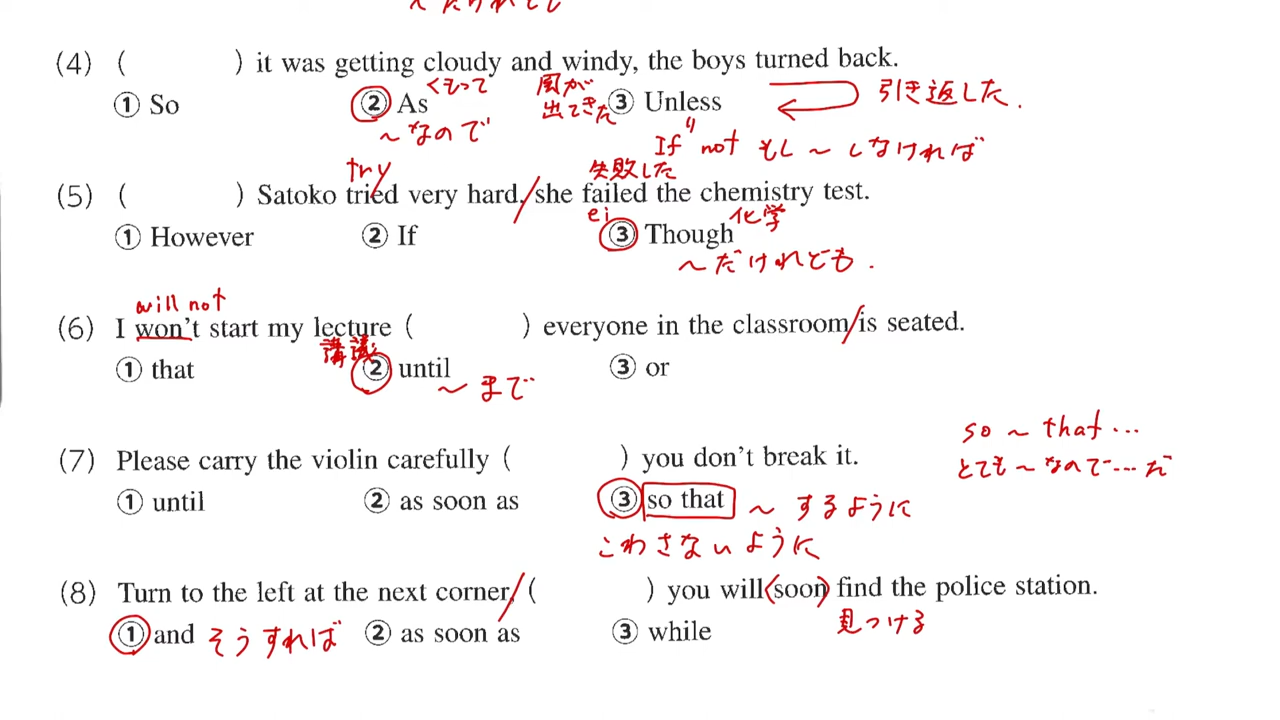 ~だけれども
(4) ( ) it was getting cloudy and windy, the boys turned back.
くもって 風が 出てきた 引き返した.
① So ② As ③ Unless
~なので If not もし~しなければ
try 失敗した
(5) ( ) Satoko tried very hard, she failed the chemistry test.
ei 化学
① However ② If ③ Though
~だけれども.
will not
(6) I won't start my lecture ( ) everyone in the classroom is seated.
講義
① that ② until ③ or
~まで
so ~ that …
(7) Please carry the violin carefully ( ) you don't break it.
とても~なので…だ
① until ② as soon as ③ so that ~するように
こわさないように
(8) Turn to the left at the next corner, ( ) you will (soon) find the police station.
見つける
① and そうすれば ② as soon as ③ while